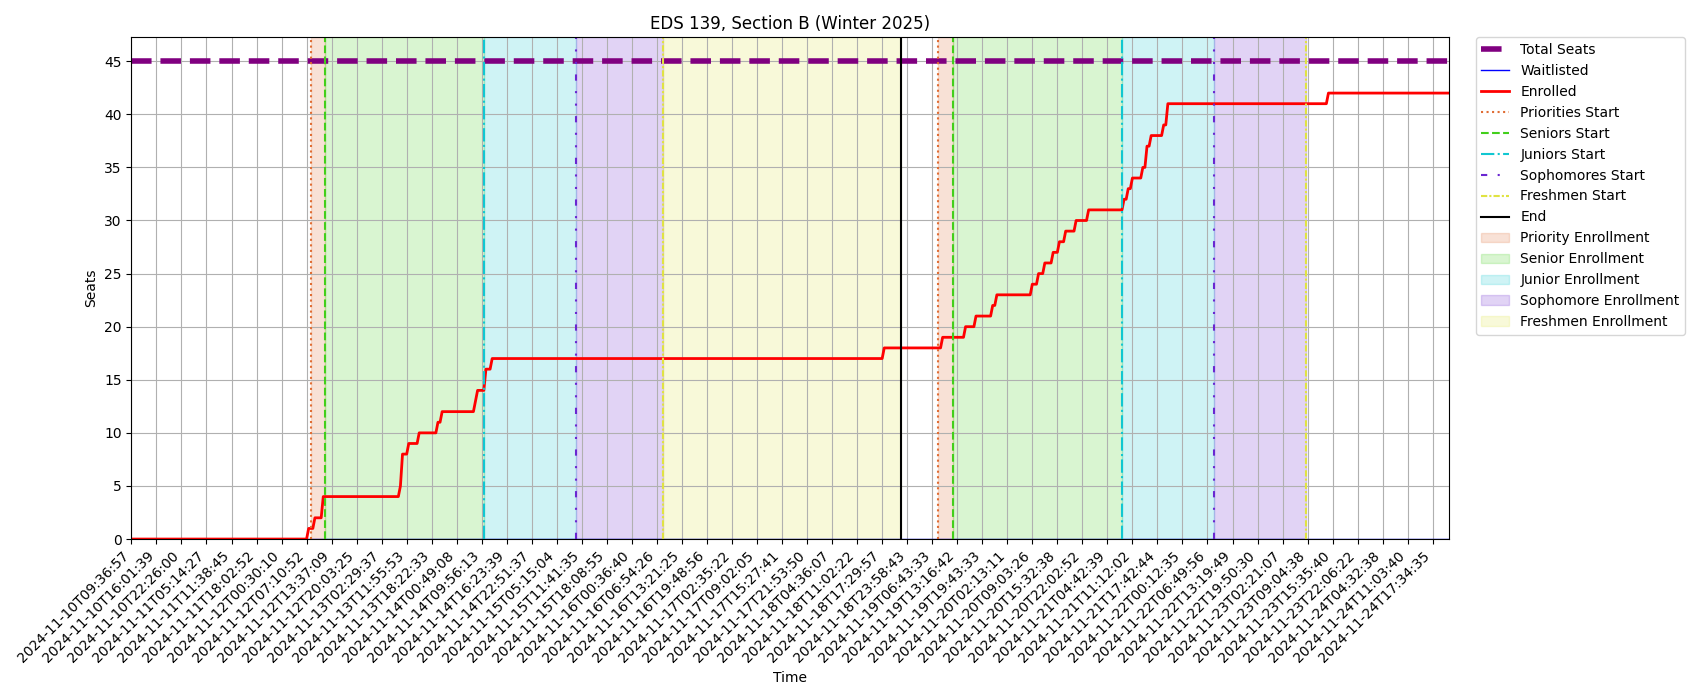 EDS 139, Section B (Winter 2025)
Seats
45
40
35
30
25
20
15
10
5
0
2024-11-10T09:36:57
2024-11-10T16:01:39
2024-11-10T22:26:00
2024-11-11T05:14:27
2024-11-11T11:38:45
2024-11-11T18:02:52
2024-11-12T00:30:10
2024-11-12T07:10:52
2024-11-12T13:37:09
2024-11-12T20:03:25
2024-11-13T02:29:37
2024-11-13T11:55:53
2024-11-13T18:22:33
2024-11-14T00:49:08
2024-11-14T09:56:13
2024-11-14T16:23:39
2024-11-14T22:51:37
2024-11-15T05:15:04
2024-11-15T11:41:35
2024-11-15T18:08:55
2024-11-16T00:36:40
2024-11-16T06:54:26
2024-11-16T13:21:25
2024-11-16T19:48:56
2024-11-17T02:35:22
2024-11-17T09:02:05
2024-11-17T15:27:41
2024-11-17T21:53:50
2024-11-18T04:36:07
2024-11-18T11:02:22
2024-11-18T17:29:57
2024-11-18T23:58:43
2024-11-19T06:43:33
2024-11-19T13:16:42
2024-11-19T19:43:33
2024-11-20T02:13:11
2024-11-20T09:03:26
2024-11-20T15:32:38
2024-11-20T22:02:52
2024-11-21T04:42:39
2024-11-21T11:12:02
2024-11-21T17:42:44
2024-11-22T00:12:35
2024-11-22T06:49:56
2024-11-22T13:19:49
2024-11-22T19:50:30
2024-11-23T02:21:07
2024-11-23T09:04:38
2024-11-23T15:35:40
2024-11-23T22:06:22
2024-11-24T04:32:38
2024-11-24T11:03:40
2024-11-24T17:34:35
Time
Total Seats
Waitlisted
Enrolled
Priorities Start
Seniors Start
Juniors Start
Sophomores Start
Freshmen Start
End
Priority Enrollment
Senior Enrollment
Junior Enrollment
Sophomore Enrollment
Freshmen Enrollment